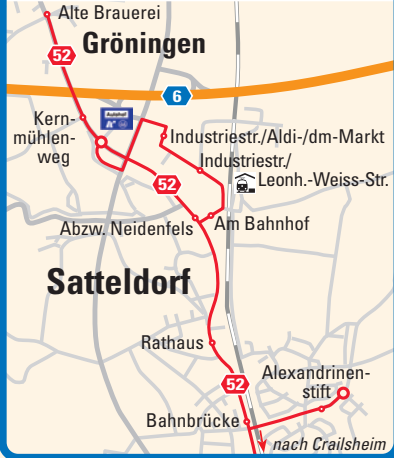 Alte Brauerei
52
Gröningen
6
Autohof
Kern-
mühlen-
weg
Industriestr./Aldi-/dm-Markt
Industriestr./
Leonh.-Weiss-Str.
52
Abzw. Neidenfels
Am Bahnhof
Satteldorf
Rathaus
52
Alexandrinen-
stift
Bahnbrücke
nach Crailsheim